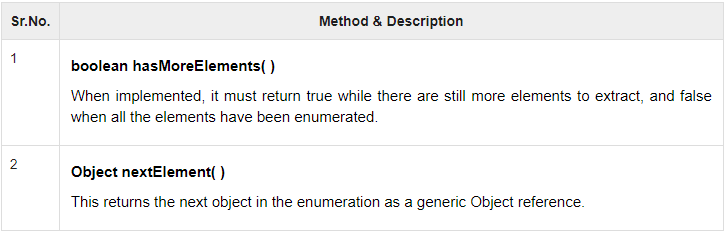 Sr.No. Method & Description
1
boolean hasMoreElements( )
When implemented, it must return true while there are still more elements to extract, and false
when all the elements have been enumerated.
2
Object nextElement( )
This returns the next object in the enumeration as a generic Object reference.